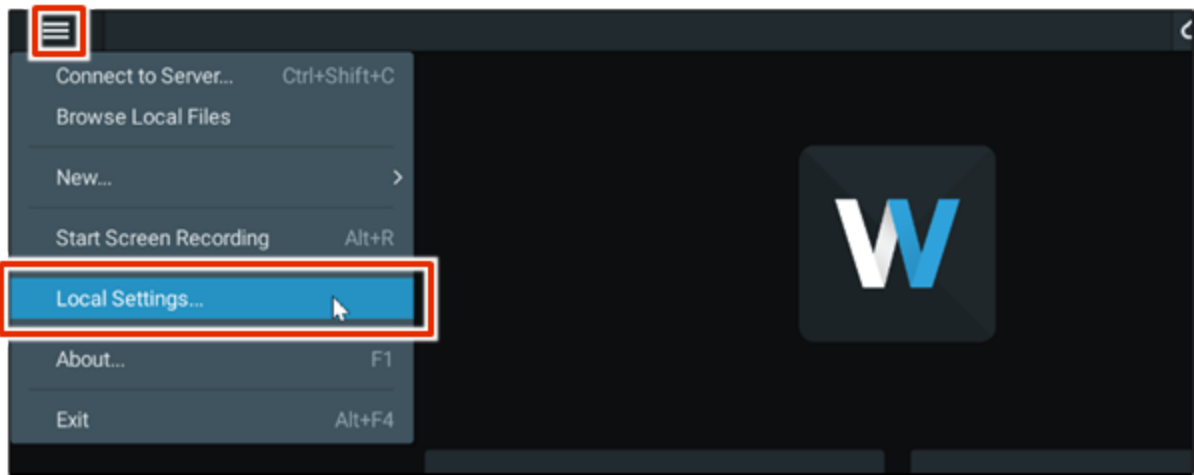 Connect to Server... Ctrl+Shift+C
Browse Local Files
New...
Start Screen Recording Alt+R
Local Settings...
About... F1
Exit Alt+F4
W